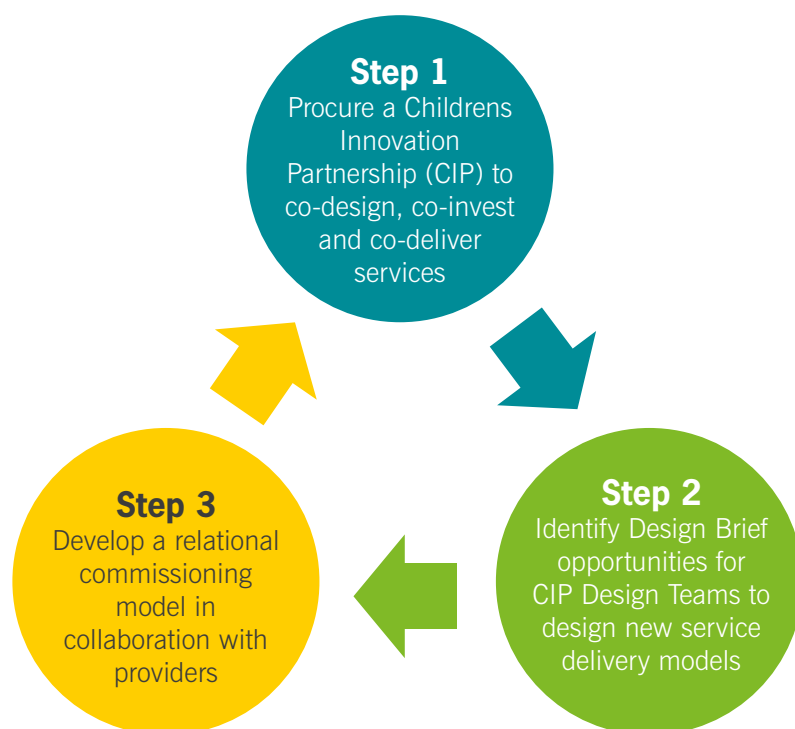 Step 1
Procure a Childrens
Innovation
Partnership (CIP) to
co-design, co-invest
and co-deliver
services
Step 2
Identify Design Brief
opportunities for
CIP Design Teams to
design new service
delivery models
Step 3
Develop a relational
commissioning
model in
collaboration with
providers